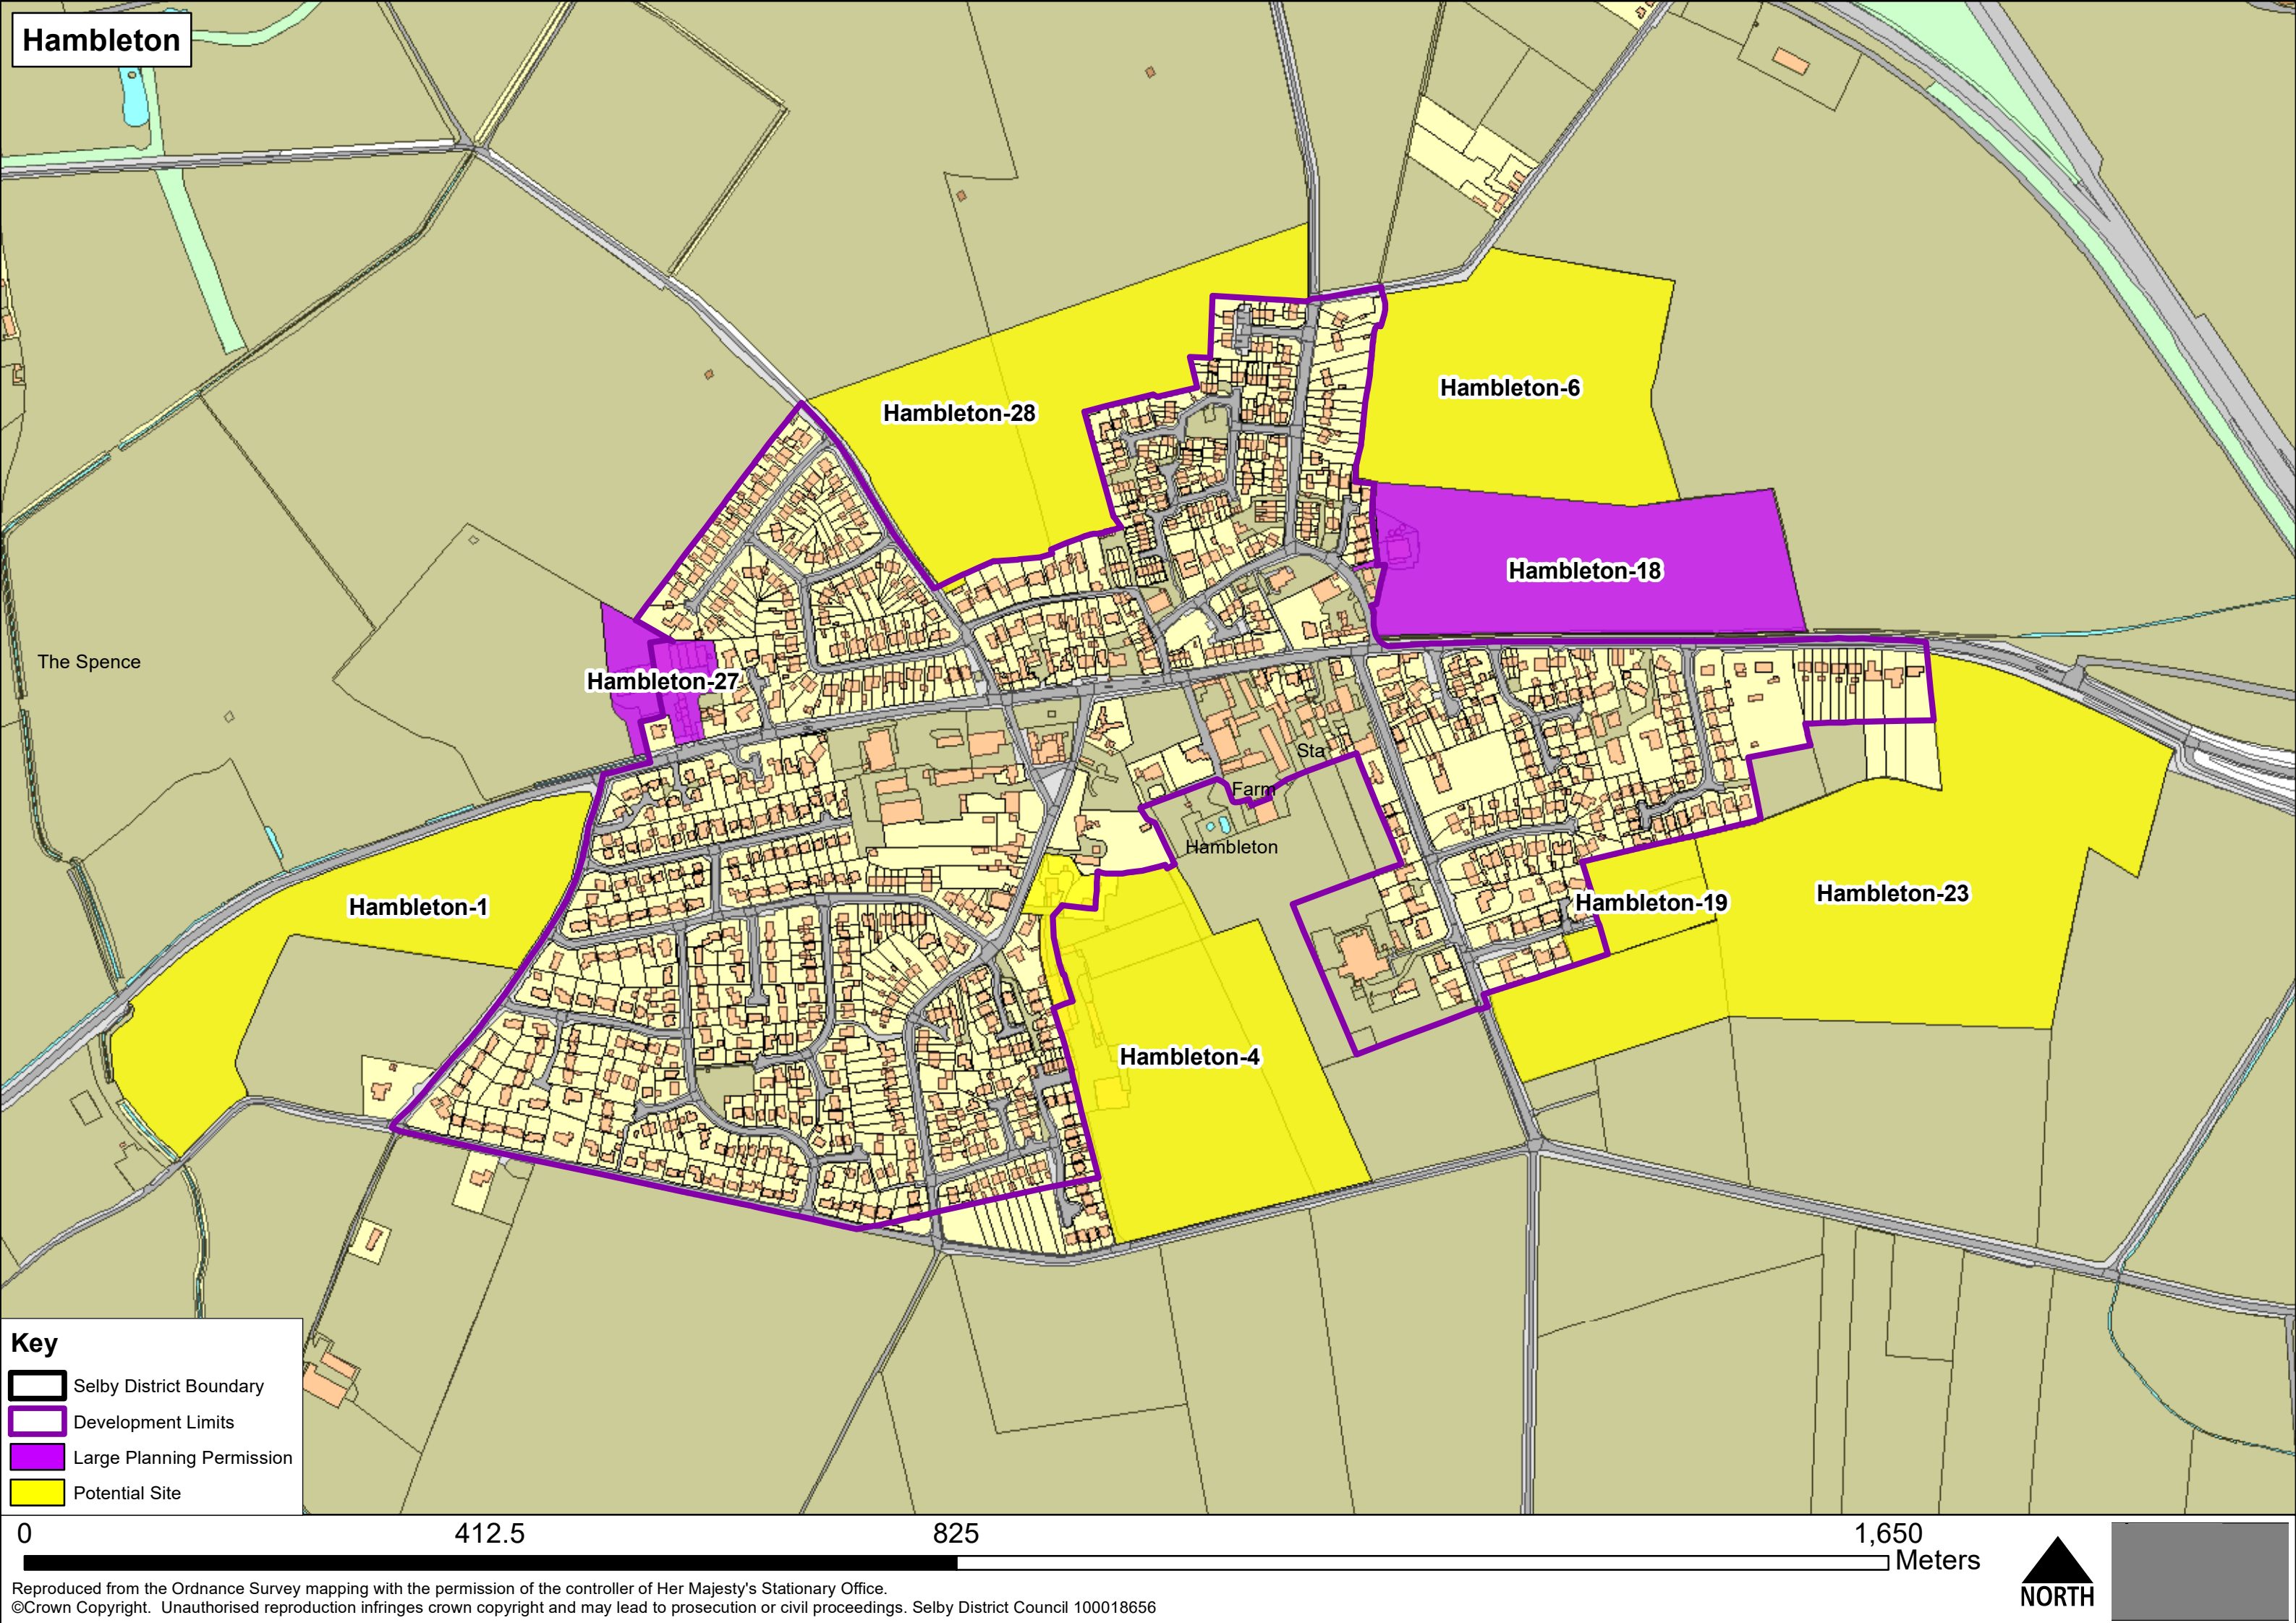 Hambleton
Hambleton-28
Hambleton-6
Hambleton-18
The Spence
Hambleton-27
Sta
Farm
Hambleton
Hambleton-1
Hambleton-19
Hambleton-23
Hambleton-4
Key
Selby District Boundary
Development Limits
Large Planning Permission
Potential Site
0 412.5 825 1,650
Meters
NORTH
Reproduced from the Ordnance Survey mapping with the permission of the controller of Her Majesty's Stationary Office.
©Crown Copyright. Unauthorised reproduction infringes crown copyright and may lead to prosecution or civil proceedings. Selby District Council 100018656